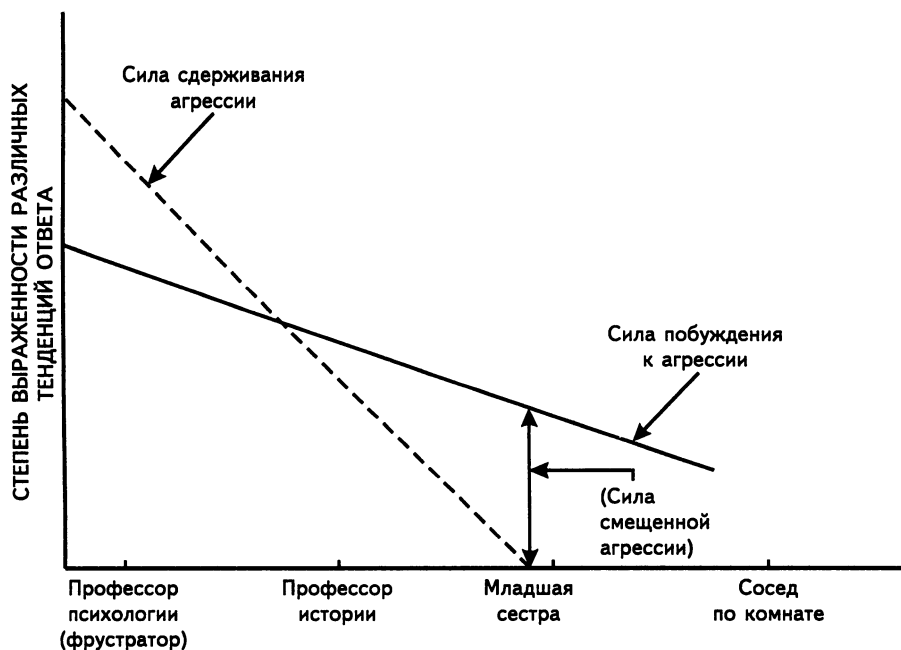 СТЕПЕНЬ ВЫРАЖЕННОСТИ РАЗЛИЧНЫХ
ТЕНДЕНЦИЙ ОТВЕТА
Сила сдерживания
агрессии
Сила побуждения
к агрессии
(Сила
смещенной
агрессии)
Профессор
психологии
(фрустратор)
Профессор
истории
Младшая
сестра
Сосед
по комнате